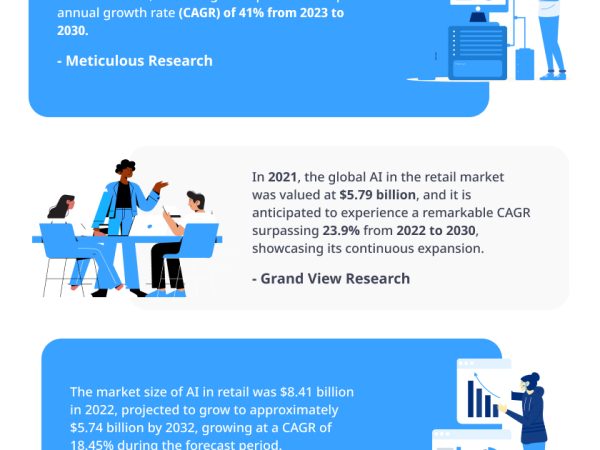 annual growth rate (CAGR) of 41% from 2023 to
2030.
- Meticulous Research
In 2021, the global AI in the retail market
was valued at $5.79 billion, and it is
anticipated to experience a remarkable CAGR
surpassing 23.9% from 2022 to 2030,
showcasing its continuous expansion.
- Grand View Research
The market size of AI in retail was $8.41 billion
in 2022, projected to grow to approximately
$5.74 billion by 2032, growing at a CAGR of
18.45% during the forecast period.